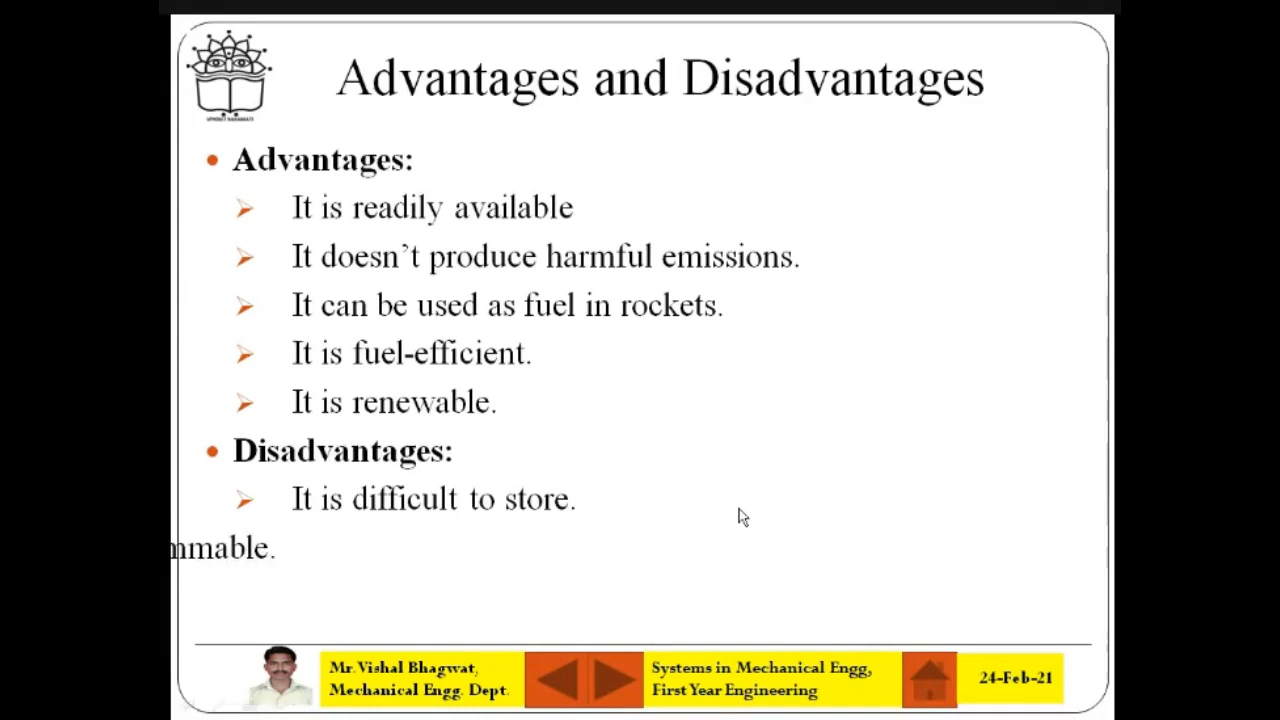 Advantages and Disadvantages
Advantages:
It is readily available
It doesn't produce harmful emissions.
It can be used as fuel in rockets.
It is fuel-efficient.
It is renewable.
Disadvantages:
It is difficult to store.
mmable.
Mr. Vishal Bhagwat,
Mechanical Engg. Dept.
Systems in Mechanical Engg,
First Year Engineering
24-Feb-21